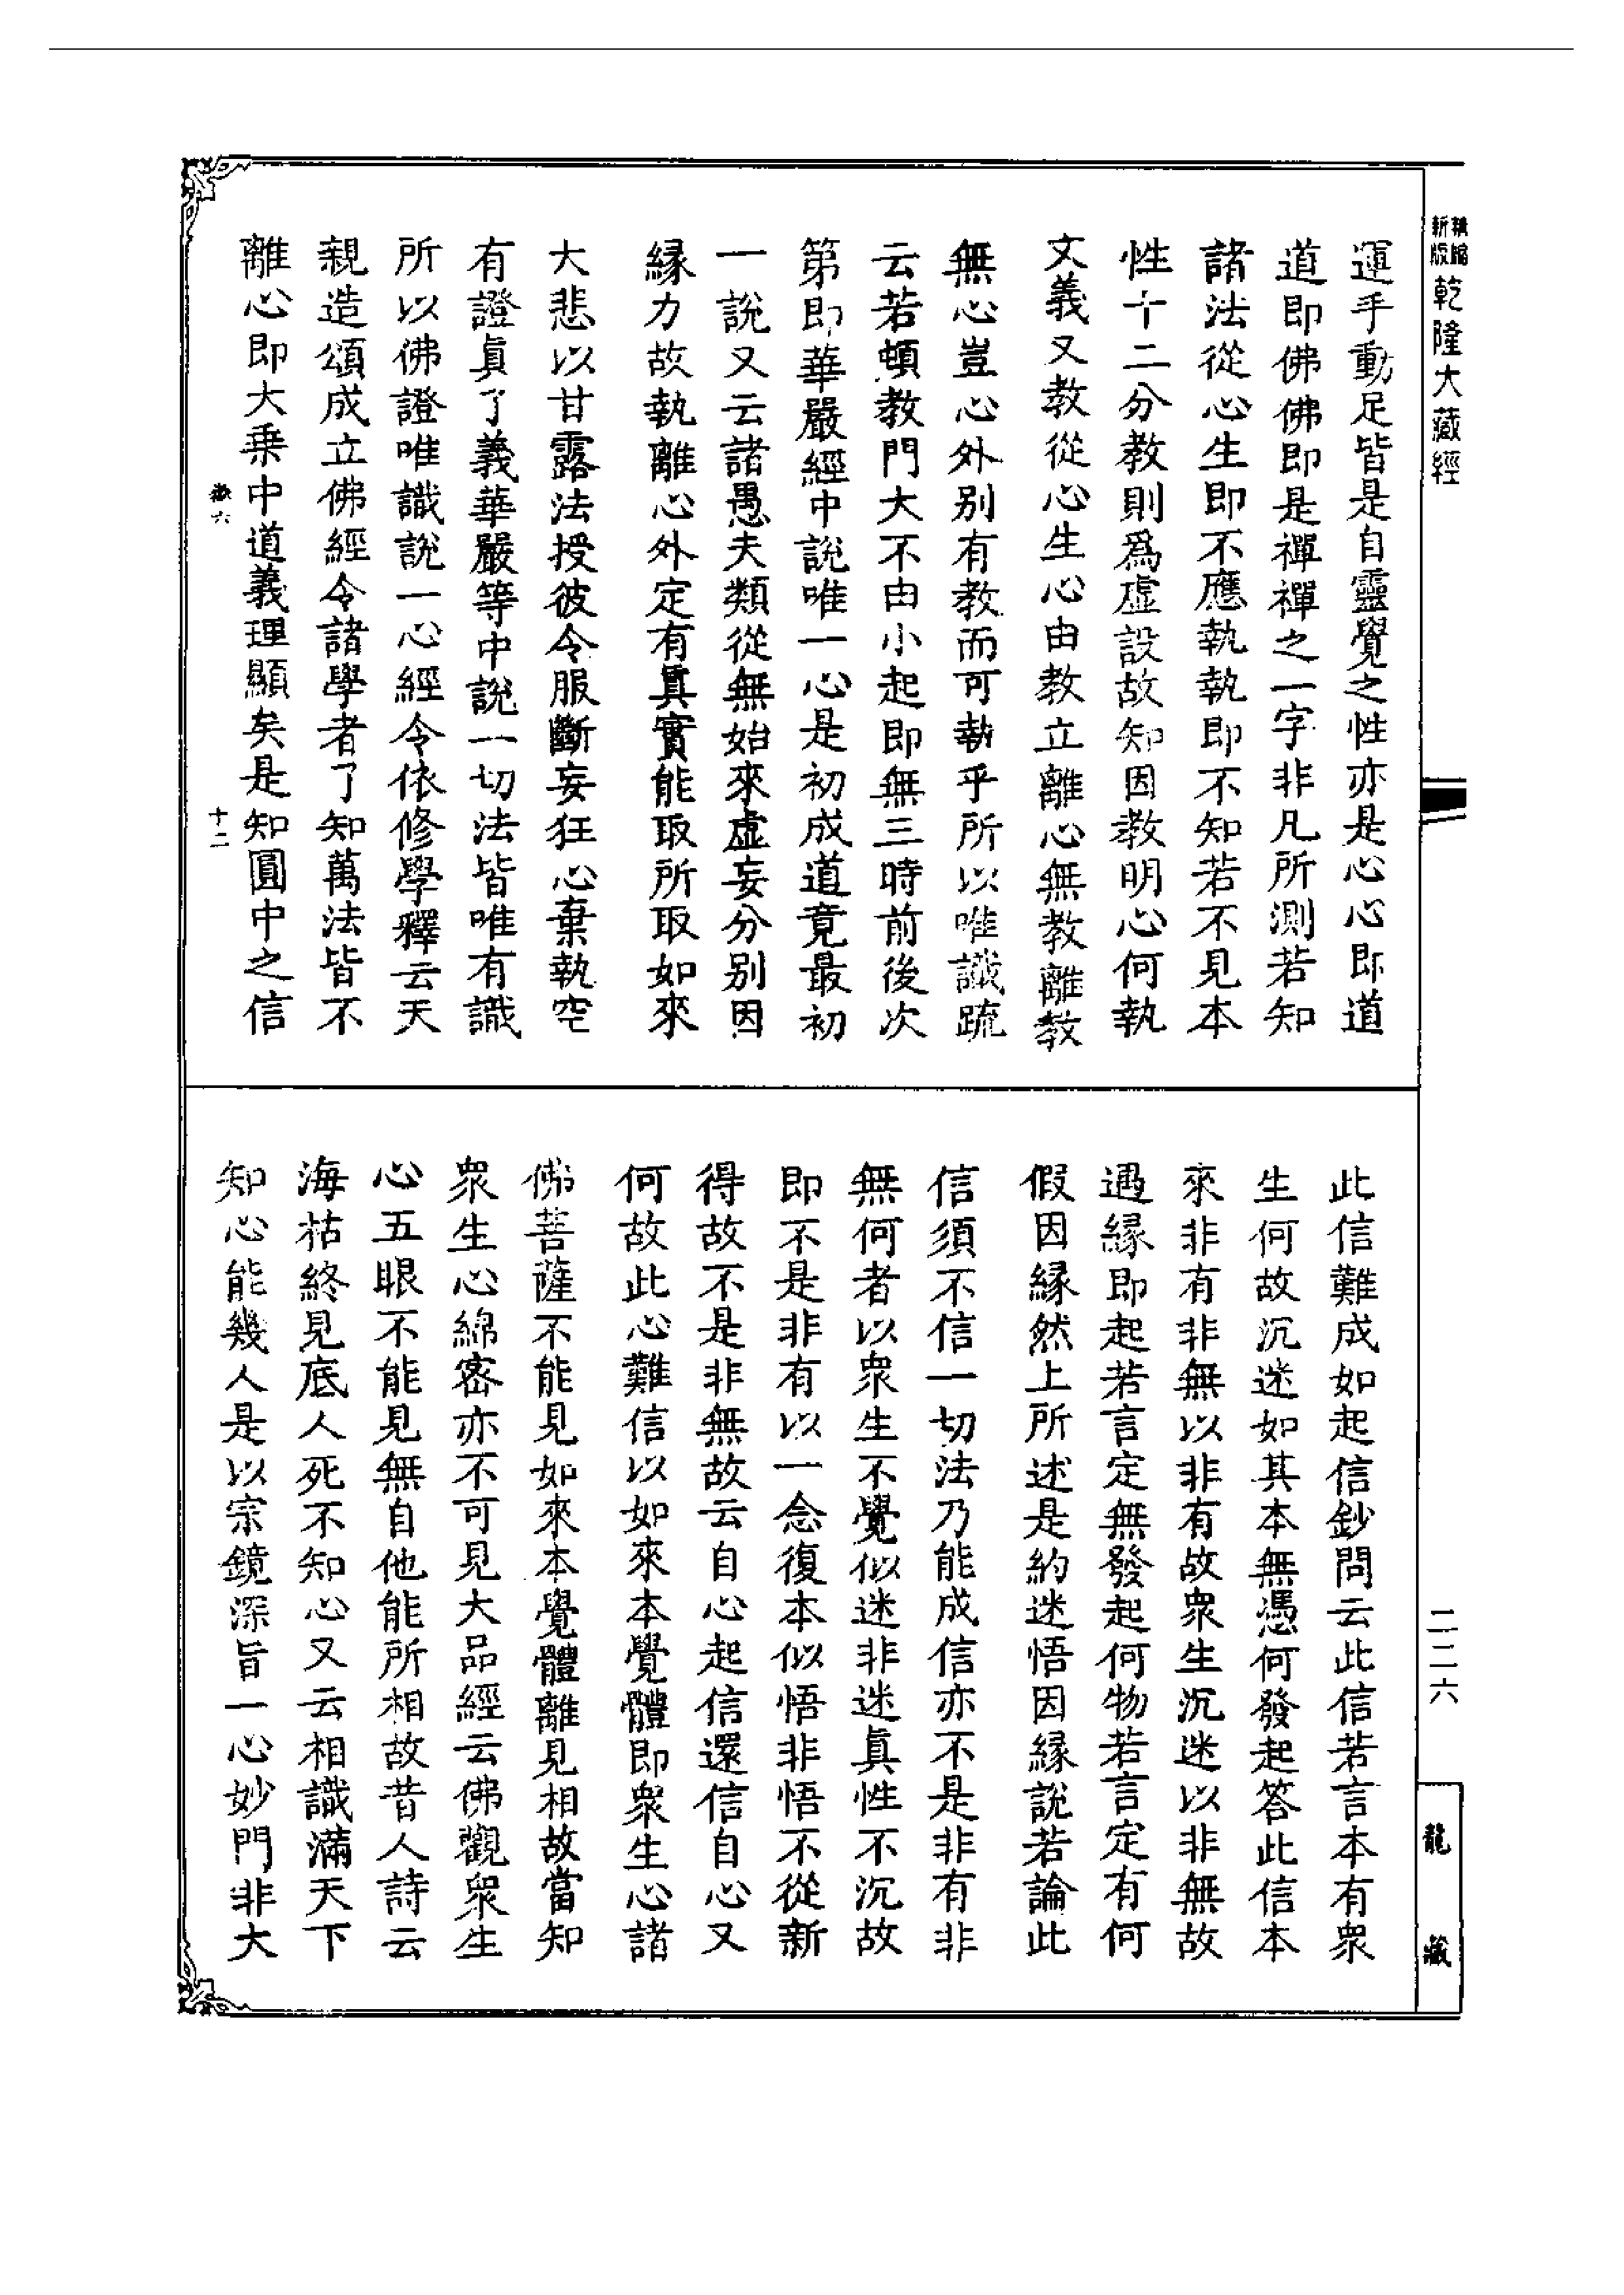 新版精縮乾隆大藏經
運手動足皆是自靈覺之性亦是心心即道
道即佛佛即是禪禪之一字非凡所測若知
諸法從心生即不應執執即不知若不見本
性十二分教則爲虛設故知因教明心何執
文義又教從心生心由教立離心無教離教
無心豈心外别有教而可執乎所以唯識疏
云若頓教門大不由小起即無三時前後次
第即華嚴經中說唯一心是初成道竟最初
一說又云諸愚夫類從無始來虛妄分别因
緣力故執離心外定有眞實能取所取如來
大悲以甘露法授彼令服斷妄狂心棄執空
有證眞了義華嚴等中說一切法皆唯有識
所以佛證唯識說一心經令依修學釋云天
親造頌成立佛經令諸學者了知萬法皆不
離心即大乘中道義理顯矣是知圓中之信
六
十二
此信難成如起信鈔問云此信若言本有衆
生何故沉迷如其本無憑何發起答此信本
來非有非無以非有故衆生沉迷以非無故
遇緣即起若言定無發起何物若言定有何
假因緣然上所述是約迷悟因緣說若論此
信須不信一切法乃能成信亦不是非有非
無何者以衆生不覺似迷非迷眞性不沉故
即不是非有以一念復本似悟非悟不從新
得故不是非無故云自心起信還信自心又
何故此心難信以如來本覺體即衆生心諸
佛菩薩不能見如來本覺體離見相故當知
衆生心綿密亦不可見大品經云佛觀衆生
心五眼不能見無自他能所相故昔人詩云
海枯終見底人死不知心又云相識滿天下
知心能幾人是以宗鏡深旨一心妙門非大
二二六
龍藏